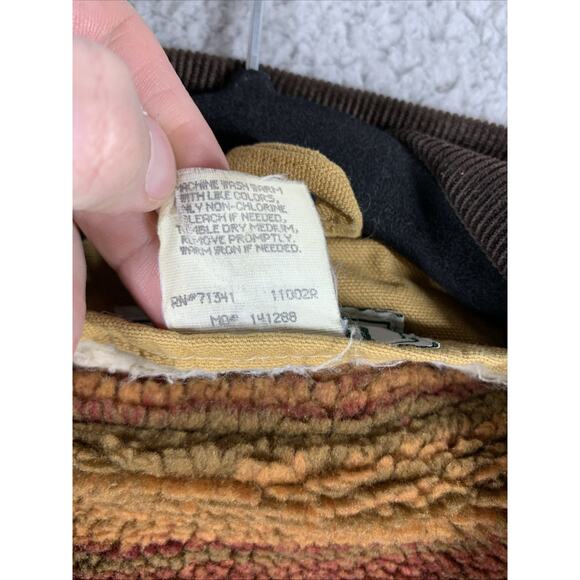 MACHINE WASH WARM
WITH LIKE COLORS,
ONLY NON-CHLORINE
BLEACH IF NEEDED,
TUMBLE DRY MEDIUM,
REMOVE PROMPTLY.
WARM IRON IF NEEDED.
RN# 71341 11002R
MO# 141288